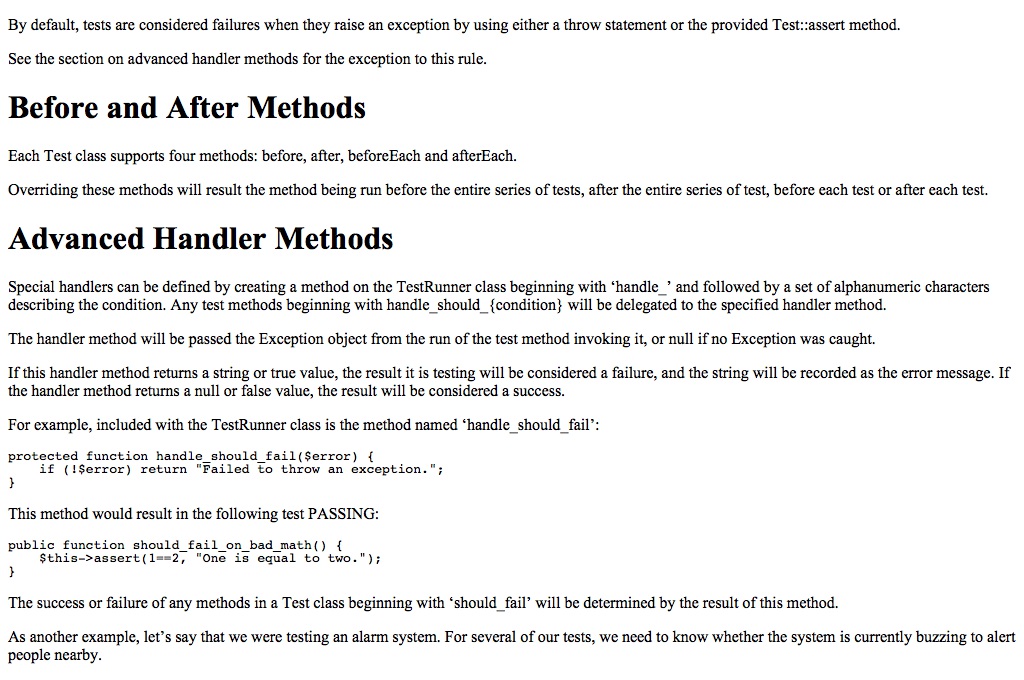 By default, tests are considered failures when they raise an exception by using either a throw statement or the provided Test::assert method.
See the section on advanced handler methods for the exception to this rule.
Before and After Methods
Each Test class supports four methods: before, after, beforeEach and afterEach.
Overriding these methods will result the method being run before the entire series of tests, after the entire series of test, before each test or after each test.
Advanced Handler Methods
Special handlers can be defined by creating a method on the TestRunner class beginning with ‘handle_’ and followed by a set of alphanumeric characters
describing the condition. Any test methods beginning with handle_should_{condition} will be delegated to the specified handler method.
The handler method will be passed the Exception object from the run of the test method invoking it, or null if no Exception was caught.
If this handler method returns a string or true value, the result it is testing will be considered a failure, and the string will be recorded as the error message. If
the handler method returns a null or false value, the result will be considered a success.
For example, included with the TestRunner class is the method named ‘handle_should_fail’:
protected function handle_should_fail($error) {
    if (!$error) return "Failed to throw an exception.";
}
This method would result in the following test PASSING:
public function should_fail_on_bad_math() {
    $this->assert(1==2, "One is equal to two.");
}
The success or failure of any methods in a Test class beginning with ‘should_fail’ will be determined by the result of this method.
As another example, let’s say that we were testing an alarm system. For several of our tests, we need to know whether the system is currently buzzing to alert
people nearby.